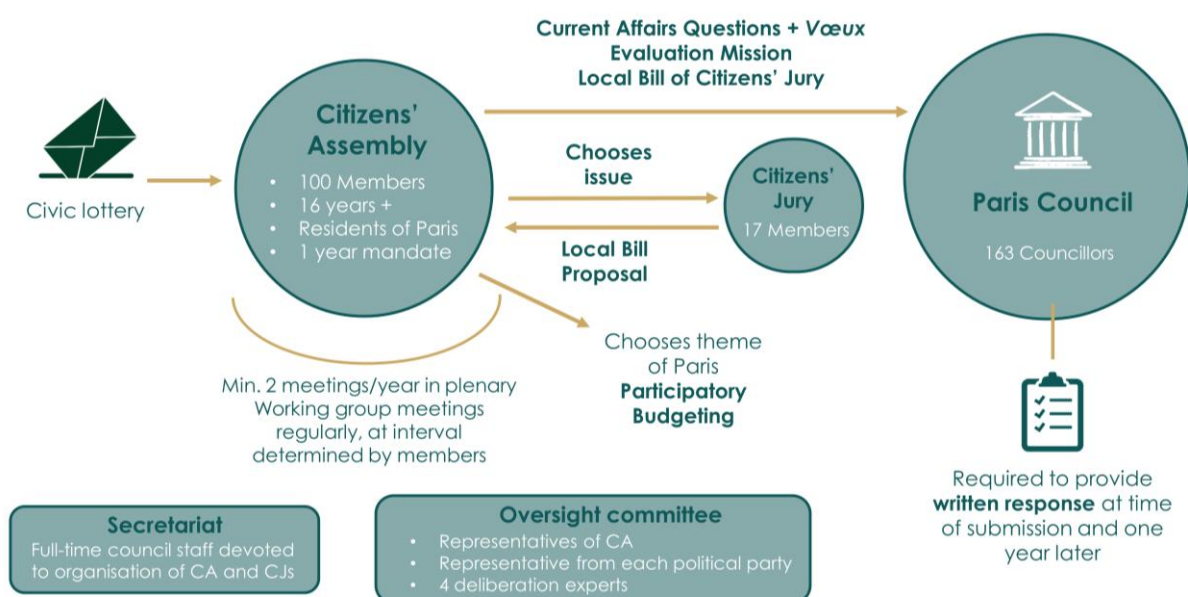 Current Affairs Questions + Vœux
Evaluation Mission
Local Bill of Citizens' Jury
Civic lottery
Citizens'
Assembly
• 100 Members
• 16 years +
• Residents of Paris
• 1 year mandate
Chooses
issue
Local Bill
Proposal
Citizens'
Jury
17 Members
Paris Council
163 Councillors
Min. 2 meetings/year in plenary
Working group meetings
regularly, at interval
determined by members
Chooses theme
of Paris
Participatory
Budgeting
Required to provide
written response at time
of submission and one
year later
Secretariat
Full-time council staff devoted
to organisation of CA and CJs
Oversight committee
• Representatives of CA
• Representative from each political party
• 4 deliberation experts